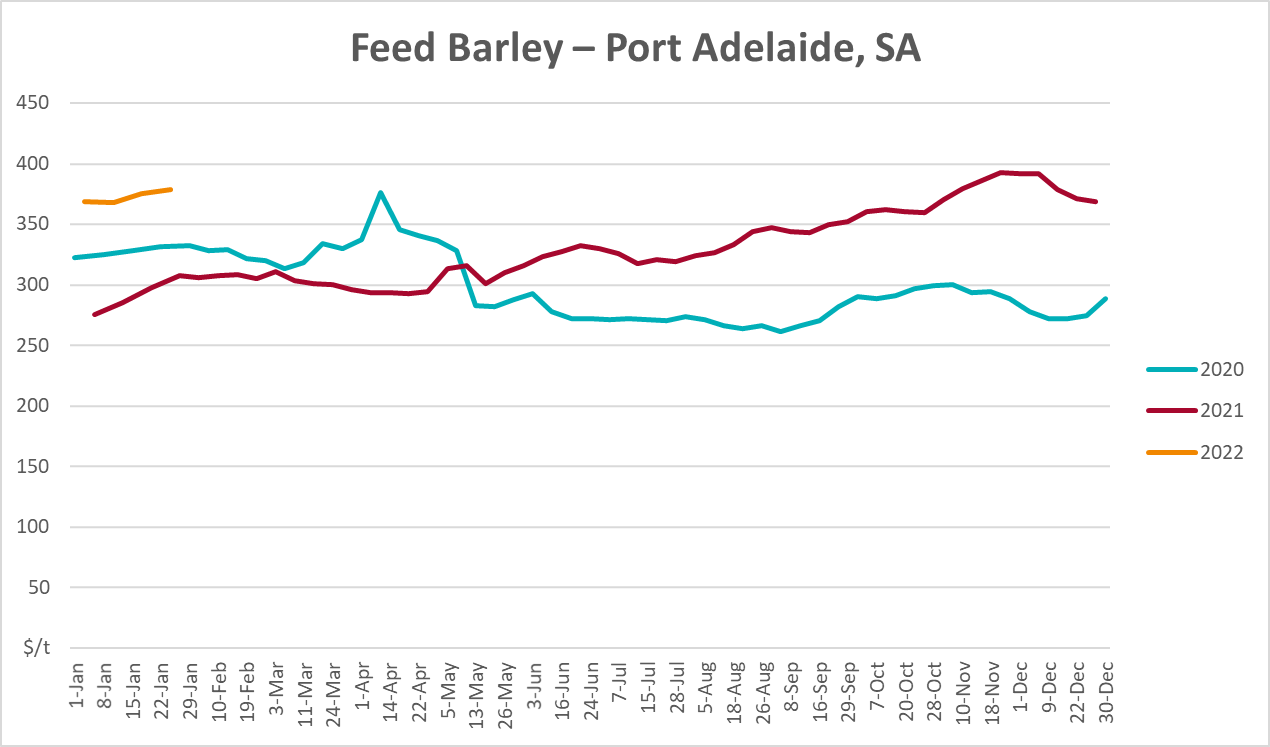 Feed Barley – Port Adelaide, SA
450
400
350
300
250
200
150
100
50
$/t
1-Jan
8-Jan
15-Jan
22-Jan
29-Jan
10-Feb
19-Feb
3-Mar
11-Mar
24-Mar
1-Apr
14-Apr
22-Apr
5-May
13-May
26-May
3-Jun
16-Jun
24-Jun
7-Jul
15-Jul
28-Jul
5-Aug
18-Aug
26-Aug
8-Sep
16-Sep
29-Sep
7-Oct
20-Oct
28-Oct
10-Nov
18-Nov
1-Dec
9-Dec
22-Dec
30-Dec
2020
2021
2022